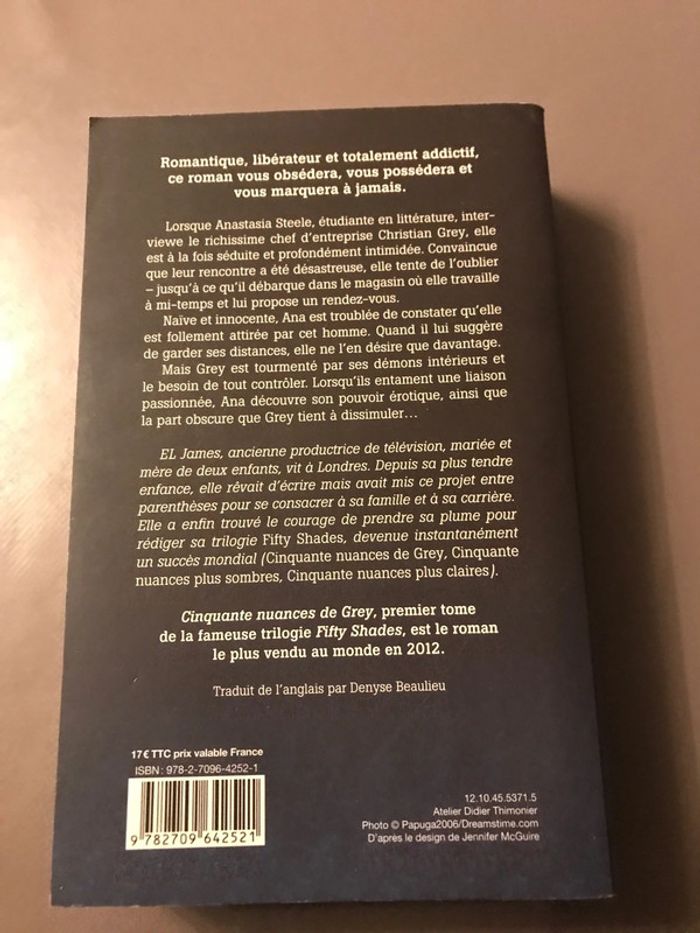 Romantique, libérateur et totalement addictif,
ce roman vous obsédera, vous possédera et
vous marquera à jamais.
Lorsque Anastasia Steele, étudiante en littérature, inter-
viewe le richissime chef d'entreprise Christian Grey, elle
est à la fois séduite et profondément intimidée. Convaincue
que leur rencontre a été désastreuse, elle tente de l'oublier
– jusqu'à ce qu'il débarque dans le magasin où elle travaille
à mi-temps et lui propose un rendez-vous.
Naïve et innocente, Ana est troublée de constater qu'elle
est follement attirée par cet homme. Quand il lui suggère
de garder ses distances, elle ne l'en désire que davantage.
Mais Grey est tourmenté par ses démons intérieurs et
le besoin de tout contrôler. Lorsqu'ils entament une liaison
passionnée, Ana découvre son pouvoir érotique, ainsi que
la part obscure que Grey tient à dissimuler…
EL James, ancienne productrice de télévision, mariée et
mère de deux enfants, vit à Londres. Depuis sa plus tendre
enfance, elle rêvait d'écrire mais avait mis ce projet entre
parenthèses pour se consacrer à sa famille et à sa carrière.
Elle a enfin trouvé le courage de prendre sa plume pour
rédiger sa trilogie Fifty Shades, devenue instantanément
un succès mondial (Cinquante nuances de Grey, Cinquante
nuances plus sombres, Cinquante nuances plus claires).
Cinquante nuances de Grey, premier tome
de la fameuse trilogie Fifty Shades, est le roman
le plus vendu au monde en 2012.
Traduit de l'anglais par Denyse Beaulieu
17 € TTC prix valable France
ISBN : 978-2-7096-4252-1
9 782709 642521
12.10.45.5371.5
Atelier Didier Thimonier
Photo © Papuga2006/Dreamstime.com
D'après le design de Jennifer McGuire